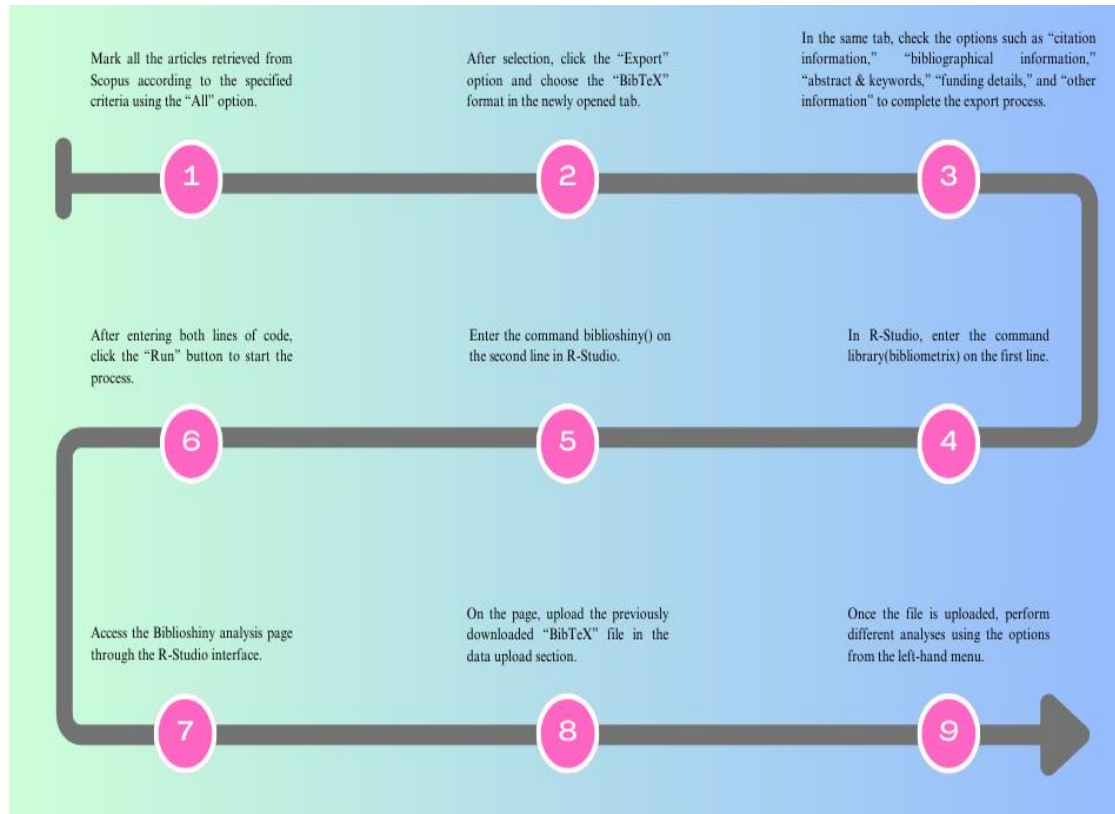 Mark all the articles retrieved from
Scopus according to the specified
criteria using the “All” option.
1
After selection, click the “Export”
option and choose the “BibTeX”
format in the newly opened tab.
2
In the same tab, check the options such as “citation
information,” “bibliographical information,”
“abstract & keywords,” “funding details,” and “other
information” to complete the export process.
3
In R-Studio, enter the command
library(bibliometrix) on the first line.
4
Enter the command biblioshiny() on
the second line in R-Studio.
5
After entering both lines of code,
click the “Run” button to start the
process.
6
Access the Biblioshiny analysis page
through the R-Studio interface.
7
On the page, upload the previously
downloaded “BibTeX” file in the
data upload section.
8
Once the file is uploaded, perform
different analyses using the options
from the left-hand menu.
9